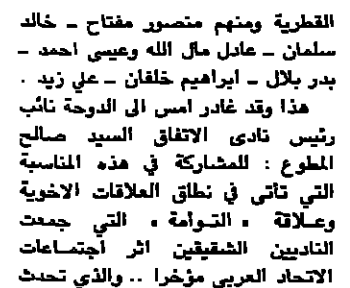 القطرية ومنهم منصور مفتاح ـ خالد
سلمان ـ عادل مال الله وعيسى احمد ـ
بدر بلال ـ ابراهيم خلفان ـ علي زيد .
هذا وقد غادر امس الى الدوحة نائب
رئيس نادى الاتفاق السيد صالح
المطوع : للمشاركة في هذه المناسبة
التي تأتى في نطاق العلاقات الاخوية
وعلاقة « التوأمة » التي جمعت
الناديين الشقيقين اثر اجتماعات
الاتحاد العربي مؤخرا .. والذي تحدث